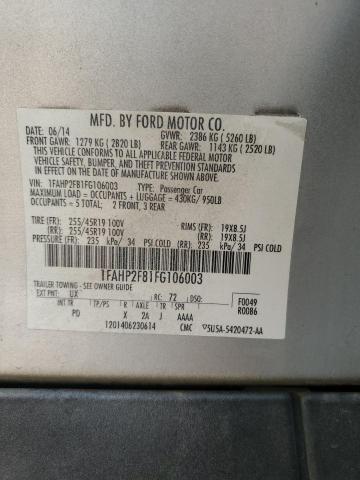 MFD. BY FORD MOTOR CO.
DATE: 06/14 GVWR: 2386 KG (5260 LB)
FRONT GAWR: 1279 KG (2820 LB) REAR GAWR: 1143 KG (2520 LB)
THIS VEHICLE CONFORMS TO ALL APPLICABLE FEDERAL MOTOR
VEHICLE SAFETY, BUMPER, AND THEFT PREVENTION STANDARDS
IN EFFECT ON THE DATE OF MANUFACTURE SHOWN ABOVE.
VIN: 1FAHP2F81FG106003 TYPE: Passenger Car
MAXIMUM LOAD= OCCUPANTS + LUGGAGE = 430KG/ 950LB
OCCUPANTS = 5 TOTAL: 2 FRONT, 3 REAR
TIRE (FR): 255/45R19 100V RIMS (FR): 19X8.5J
TIRE (RR): 255/45R19 100V (RR): 19X8.5J
PRESSURE (FR): 235 kPa/ 34 PSI COLD (RR): 235 kPa/ 34 PSI COLD
1FAHP2F81FG106003
TRAILER TOWING - SEE OWNER GUIDE
EXT PNT: UX RC: 72 DSO: F0049
INT TR TP/PS R AXLE TR R0086
PD X 2A J AAAA
1201406230614 CMC 5U5A-5420472-AA